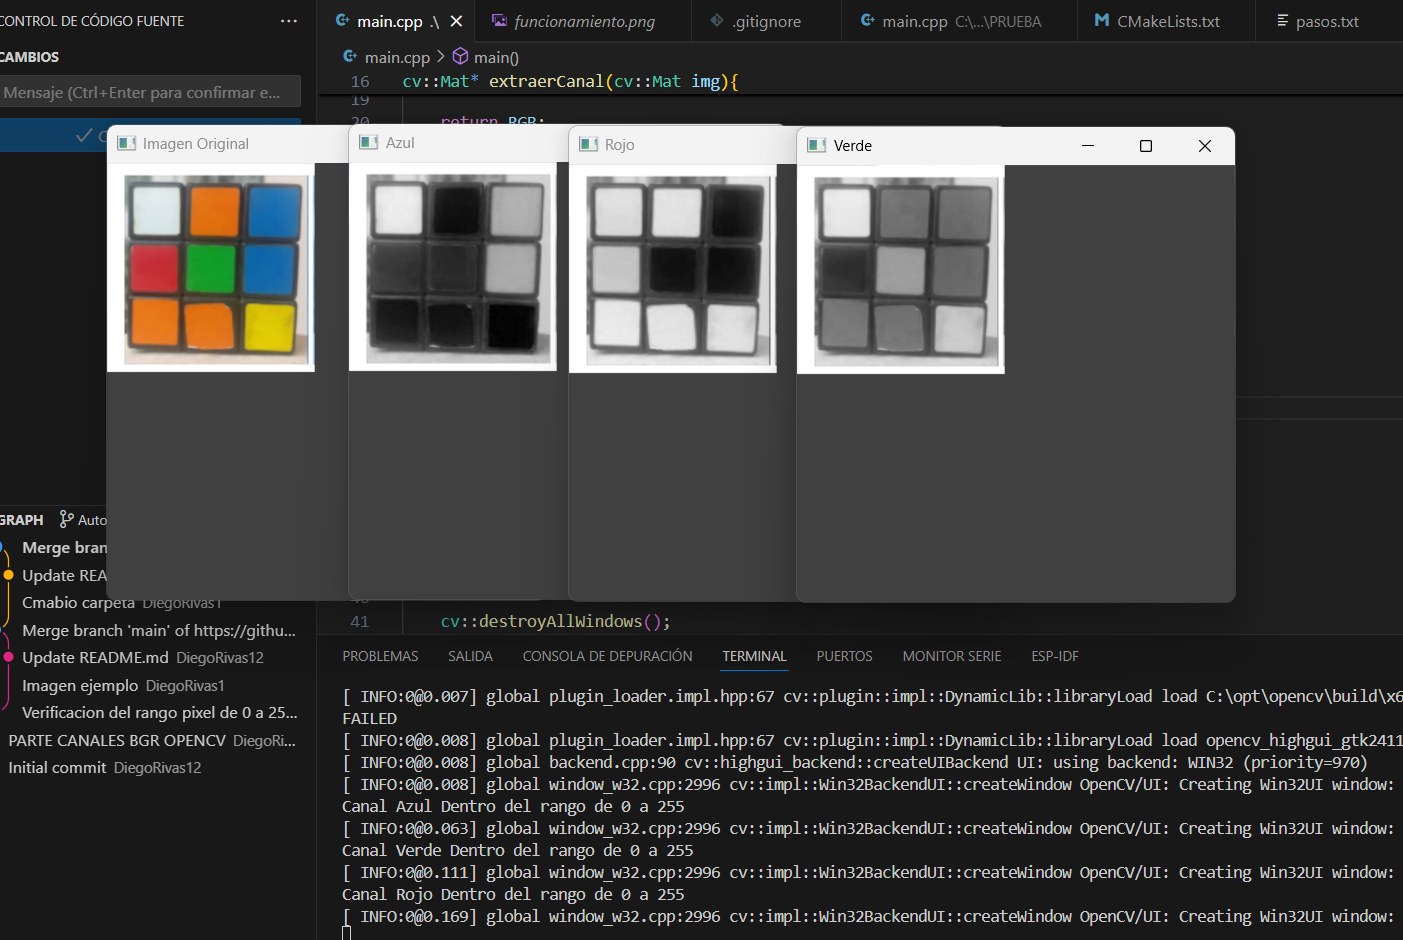 CONTROL DE CÓDIGO FUENTE ···
main.cpp .\
funcionamiento.png
.gitignore
main.cpp C:\...\PRUEBA
CMakeLists.txt
pasos.txt
CAMBIOS
main.cpp > main()
Mensaje (Ctrl+Enter para confirmar e...
16 cv::Mat* extraerCanal(cv::Mat img){
19
20 return RGB;
Imagen Original
Azul
Rojo
Verde
GRAPH Auto
Merge bran
Update REA
Cmabio carpeta DiegoRivas1
Merge branch 'main' of https://githu...
Update README.md DiegoRivas12
Imagen ejemplo DiegoRivas1
Verificacion del rango pixel de 0 a 25...
PARTE CANALES BGR OPENCV DiegoRi...
Initial commit DiegoRivas12
41 cv::destroyAllWindows();
PROBLEMAS SALIDA CONSOLA DE DEPURACIÓN TERMINAL PUERTOS MONITOR SERIE ESP-IDF
[ INFO:0@0.007] global plugin_loader.impl.hpp:67 cv::plugin::impl::DynamicLib::libraryLoad load C:\opt\opencv\build\x6
FAILED
[ INFO:0@0.008] global plugin_loader.impl.hpp:67 cv::plugin::impl::DynamicLib::libraryLoad load opencv_highgui_gtk2411
[ INFO:0@0.008] global backend.cpp:90 cv::highgui_backend::createUIBackend UI: using backend: WIN32 (priority=970)
[ INFO:0@0.008] global window_w32.cpp:2996 cv::impl::Win32BackendUI::createWindow OpenCV/UI: Creating Win32UI window:
Canal Azul Dentro del rango de 0 a 255
[ INFO:0@0.063] global window_w32.cpp:2996 cv::impl::Win32BackendUI::createWindow OpenCV/UI: Creating Win32UI window:
Canal Verde Dentro del rango de 0 a 255
[ INFO:0@0.111] global window_w32.cpp:2996 cv::impl::Win32BackendUI::createWindow OpenCV/UI: Creating Win32UI window:
Canal Rojo Dentro del rango de 0 a 255
[ INFO:0@0.169] global window_w32.cpp:2996 cv::impl::Win32BackendUI::createWindow OpenCV/UI: Creating Win32UI window: